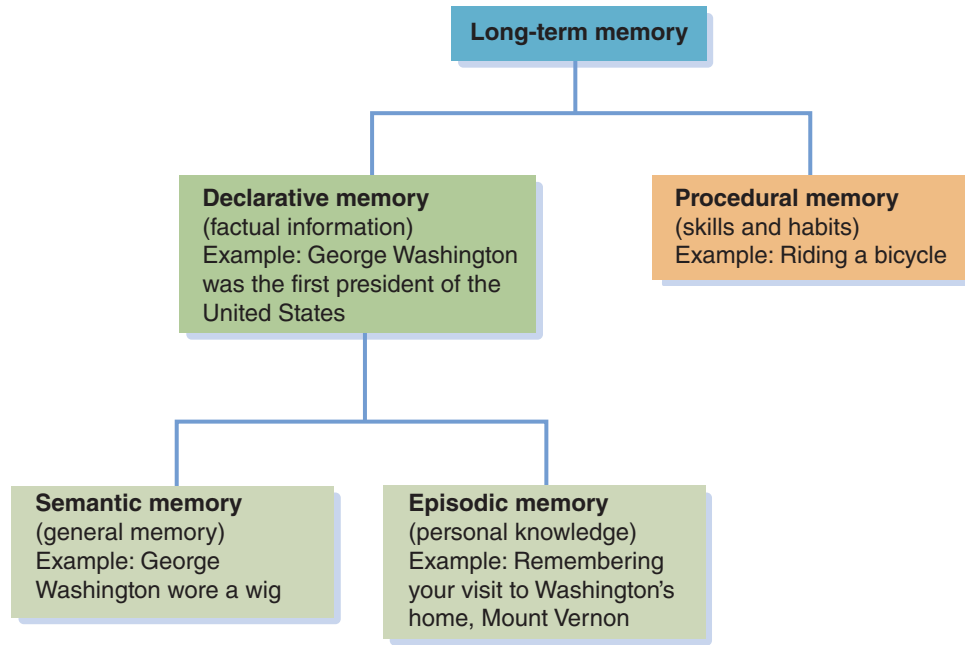 Long-term memory
Declarative memory
(factual information)
Example: George Washington
was the first president of the
United States
Procedural memory
(skills and habits)
Example: Riding a bicycle
Semantic memory
(general memory)
Example: George
Washington wore a wig
Episodic memory
(personal knowledge)
Example: Remembering
your visit to Washington’s
home, Mount Vernon